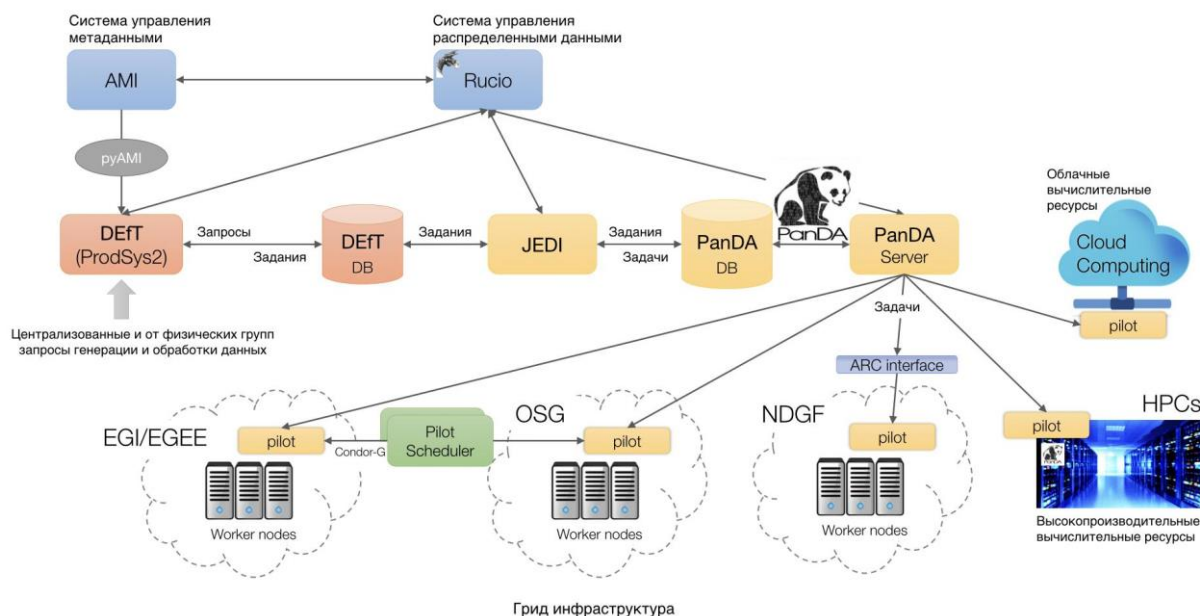 Система управления
метаданными
Система управления
распределенными данными
AMI
Rucio
pyAMI
Облачные
вычислительные
ресурсы
Cloud
Computing
pilot
DEfT
(ProdSys2)
Запросы
Задания
DEfT
DB
Задания
JEDI
Задания
Задачи
PanDA
DB
PanDA
PanDA
Server
Централизованные и от физических групп
запросы генерации и обработки данных
Задачи
ARC interface
EGI/EGEE
pilot
Condor-G
Pilot
Scheduler
OSG
pilot
NDGF
pilot
HPCs
pilot
Worker nodes
Worker nodes
Worker nodes
Высокопроизводительные
вычислительные ресурсы
Грид инфраструктура